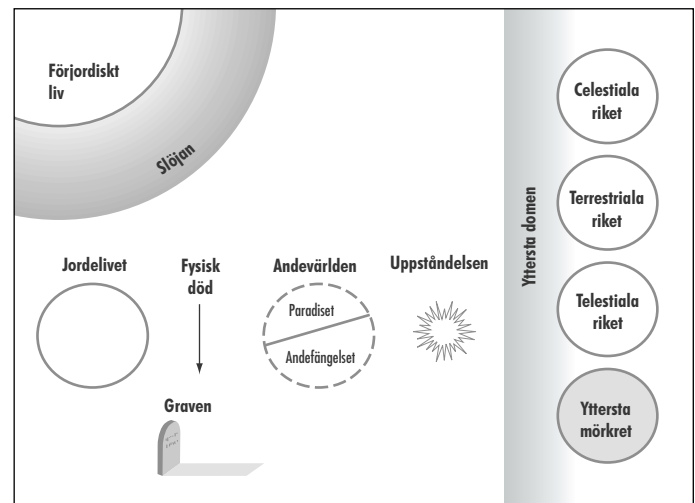 Förjordiskt
liv
Slöjan
Jordelivet
Fysisk
död
Graven
Andevärlden
Paradiset
Andefängelset
Uppståndelsen
Yttersta domen
Celestiala
riket
Terrestriala
riket
Telestiala
riket
Yttersta
mörkret